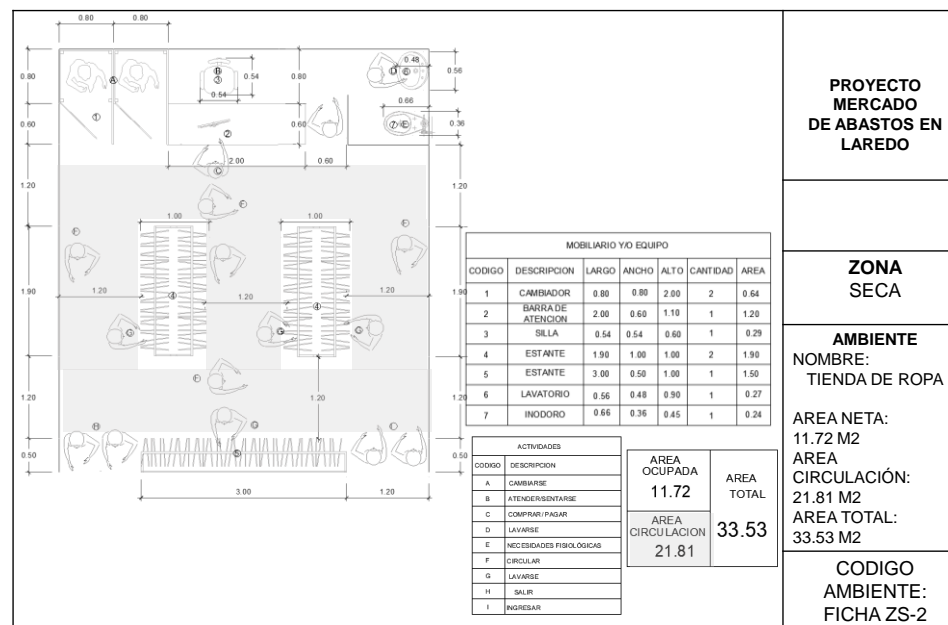 0.80
0.80
0.80
0.60
1.20
1.90
1.20
0.50
A
1
B
3
0.54
0.54
0.80
0.60
2
2.00
0.60
C
D
6
0.48
0.56
0.66
7
E
0.36
1.20
1.90
1.20
0.50
F
F
F
1.00
1.00
4
4
1.20
1.20
1.20
G
G
G
F
1.20
H
G
C
5
3.00
1.20
MOBILIARIO Y/O EQUIPO
CODIGO DESCRIPCION LARGO ANCHO ALTO CANTIDAD AREA
1 CAMBIADOR 0.80 0.80 2.00 2 0.64
2 BARRA DE ATENCION 2.00 0.60 1.10 1 1.20
3 SILLA 0.54 0.54 0.60 1 0.29
4 ESTANTE 1.90 1.00 1.00 2 1.90
5 ESTANTE 3.00 0.50 1.00 1 1.50
6 LAVATORIO 0.56 0.48 0.90 1 0.27
7 INODORO 0.66 0.36 0.45 1 0.24
ACTIVIDADES
CODIGO DESCRIPCION
A CAMBIARSE
B ATENDER/SENTARSE
C COMPRAR/ PAGAR
D LAVARSE
E NECESIDADES FISIOLÓGICAS
F CIRCULAR
G LAVARSE
H SALIR
I INGRESAR
AREA
OCUPADA
11.72
AREA
CIRCULACION
21.81
AREA
TOTAL
33.53
PROYECTO
MERCADO
DE ABASTOS EN
LAREDO
ZONA
SECA
AMBIENTE
NOMBRE:
TIENDA DE ROPA
AREA NETA:
11.72 M2
AREA
CIRCULACIÓN:
21.81 M2
AREA TOTAL:
33.53 M2
CODIGO
AMBIENTE:
FICHA ZS-2